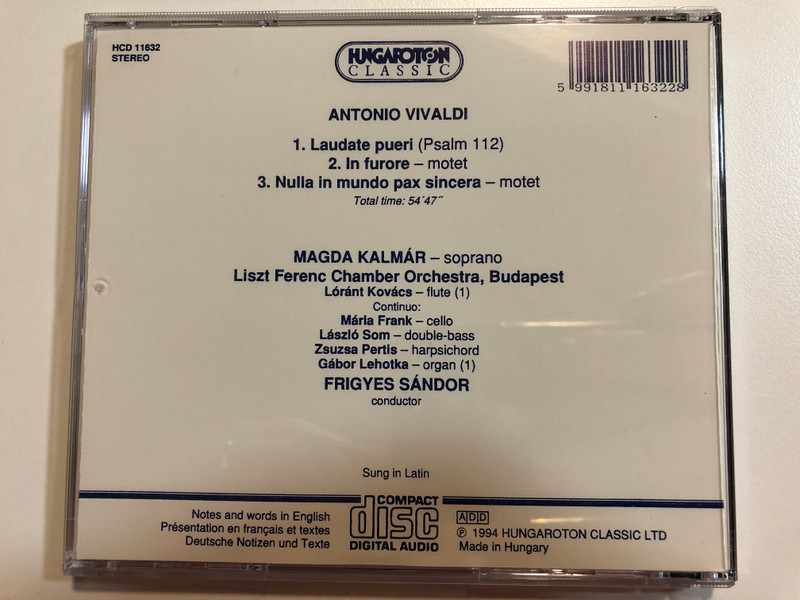 HCD 11632
STEREO
HUNGAROTON
CLASSIC
5 991811 163228
ANTONIO VIVALDI
1. Laudate pueri (Psalm 112)
2. In furore – motet
3. Nulla in mundo pax sincera – motet
Total time: 54´47˝
MAGDA KALMÁR – soprano
Liszt Ferenc Chamber Orchestra, Budapest
Lóránt Kovács – flute (1)
Continuo:
Mária Frank – cello
László Som – double-bass
Zsuzsa Pertis – harpsichord
Gábor Lehotka – organ (1)
FRIGYES SÁNDOR
conductor
Sung in Latin
Notes and words in English
Présentation en français et textes
Deutsche Notizen und Texte
COMPACT
disc
DIGITAL AUDIO
ADD
℗ 1994 HUNGAROTON CLASSIC LTD
Made in Hungary